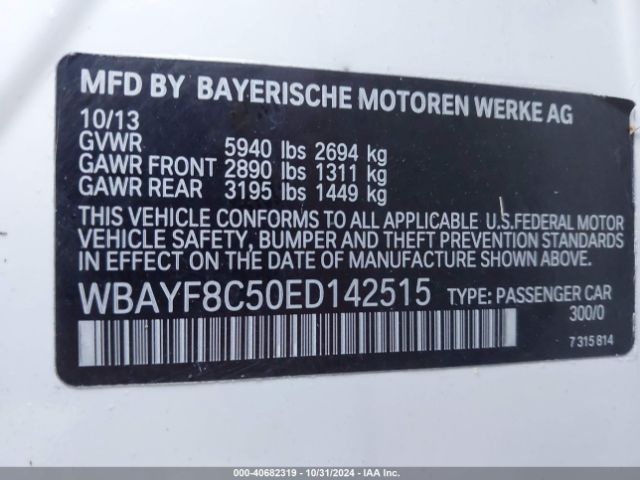 MFD BY BAYERISCHE MOTOREN WERKE AG
10/13
GVWR 5940 lbs 2694 kg
GAWR FRONT 2890 lbs 1311 kg
GAWR REAR 3195 lbs 1449 kg
THIS VEHICLE CONFORMS TO ALL APPLICABLE U.S.FEDERAL MOTOR
VEHICLE SAFETY, BUMPER AND THEFT PREVENTION STANDARDS
IN EFFECT ON THE DATE OF MANUFACTURE SHOWN ABOVE.
WBAYF8C50ED142515 TYPE: PASSENGER CAR
300/0
7315814
000-40682319 - 10/31/2024 - IAA Inc.